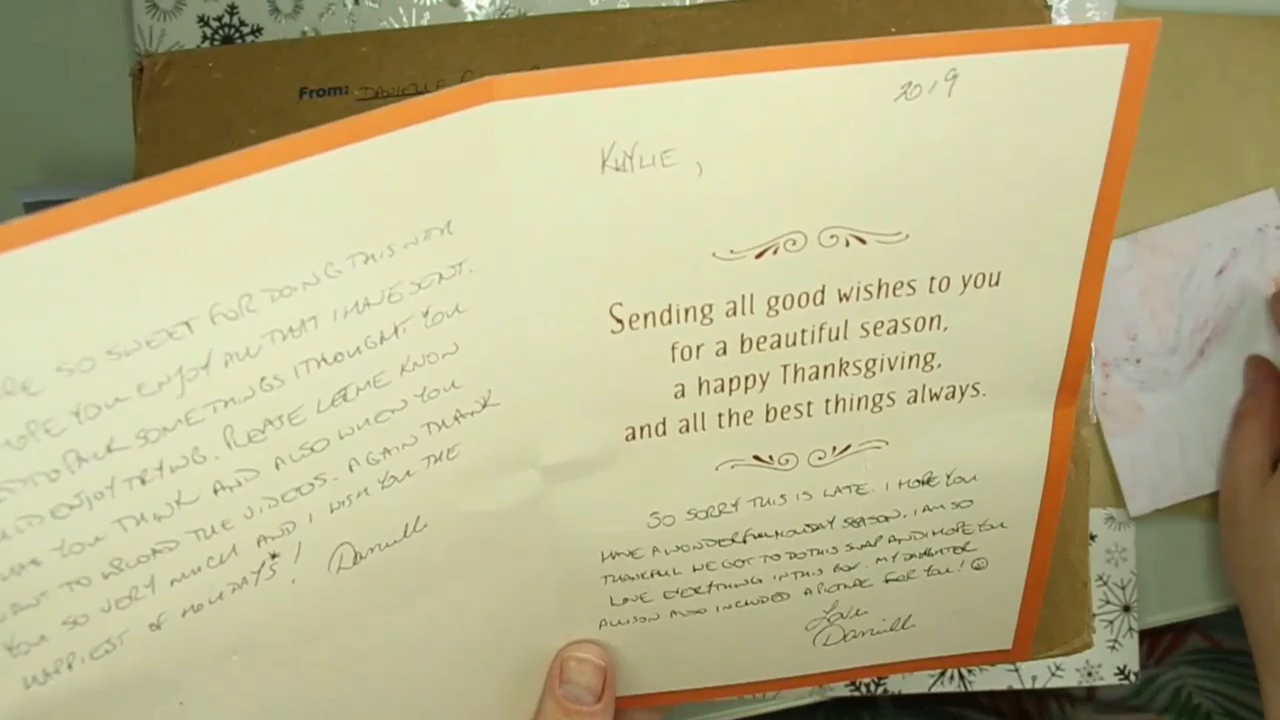 From: DANIELLE
2019
KAYLIE,
Sending all good wishes to you
for a beautiful season,
a happy Thanksgiving,
and all the best things always.
SO SORRY THIS IS LATE. I HOPE YOU
HAVE A WONDERFUL HOLIDAY SEASON. I AM SO
THANKFUL WE GOT TO DO THIS SWAP AND I HOPE YOU
LOVE EVERYTHING IN THIS BOX. MY DAUGHTER
ALLISON ALSO INCLUDED A PICTURE FOR YOU! ☺
Love
Danielle
SO SWEET FOR DOING THIS WITH
HOPE YOU ENJOY ALL THAT I HAVE SENT.
TO PACK SOME THINGS I THOUGHT YOU
ENJOY TRYING. PLEASE LET ME KNOW
YOU THINK AND ALSO WHEN YOU
WANT TO UPLOAD THE VIDEOS. AGAIN THANK
YOU SO VERY MUCH AND I WISH YOU THE
HAPPIEST OF HOLIDAYS!
Danielle